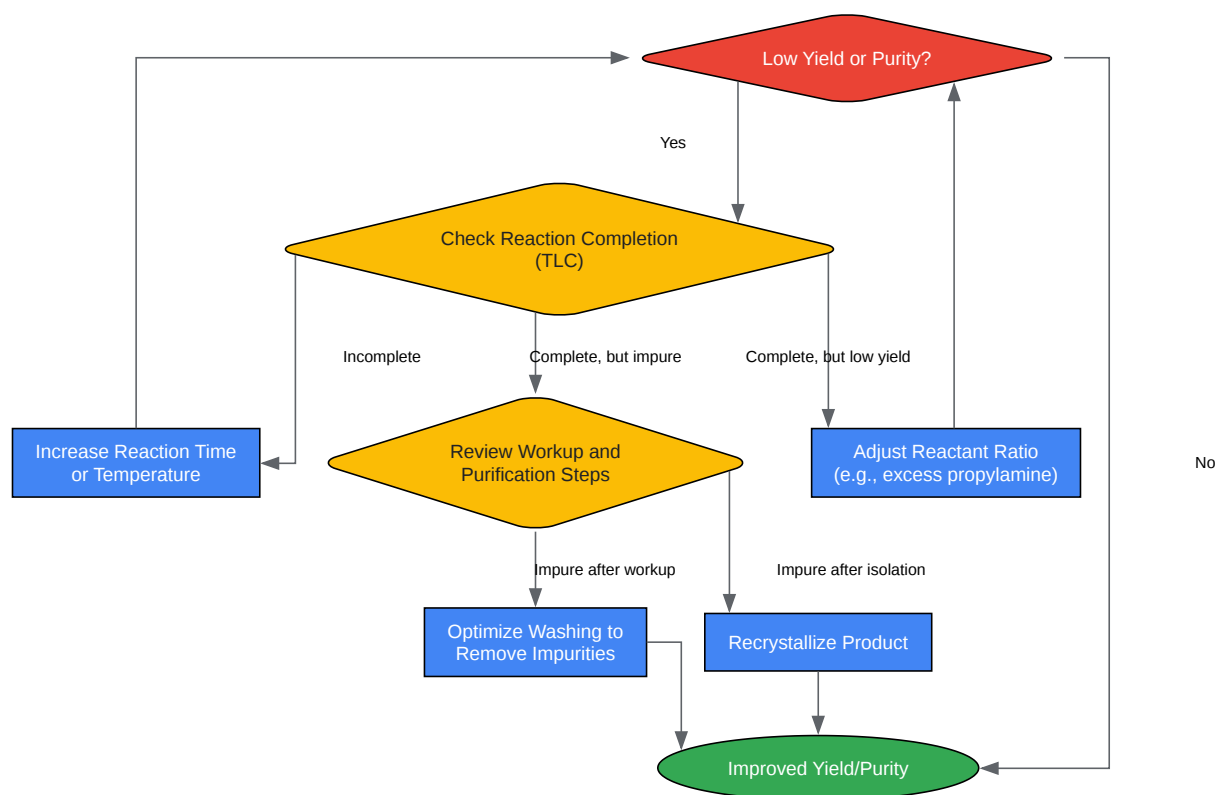 Low Yield or Purity?
Yes
Check Reaction Completion
(TLC)
Incomplete
Complete, but impure
Complete, but low yield
Increase Reaction Time
or Temperature
Review Workup and
Purification Steps
Adjust Reactant Ratio
(e.g., excess propylamine)
No
Impure after workup
Impure after isolation
Optimize Washing to
Remove Impurities
Recrystallize Product
Improved Yield/Purity